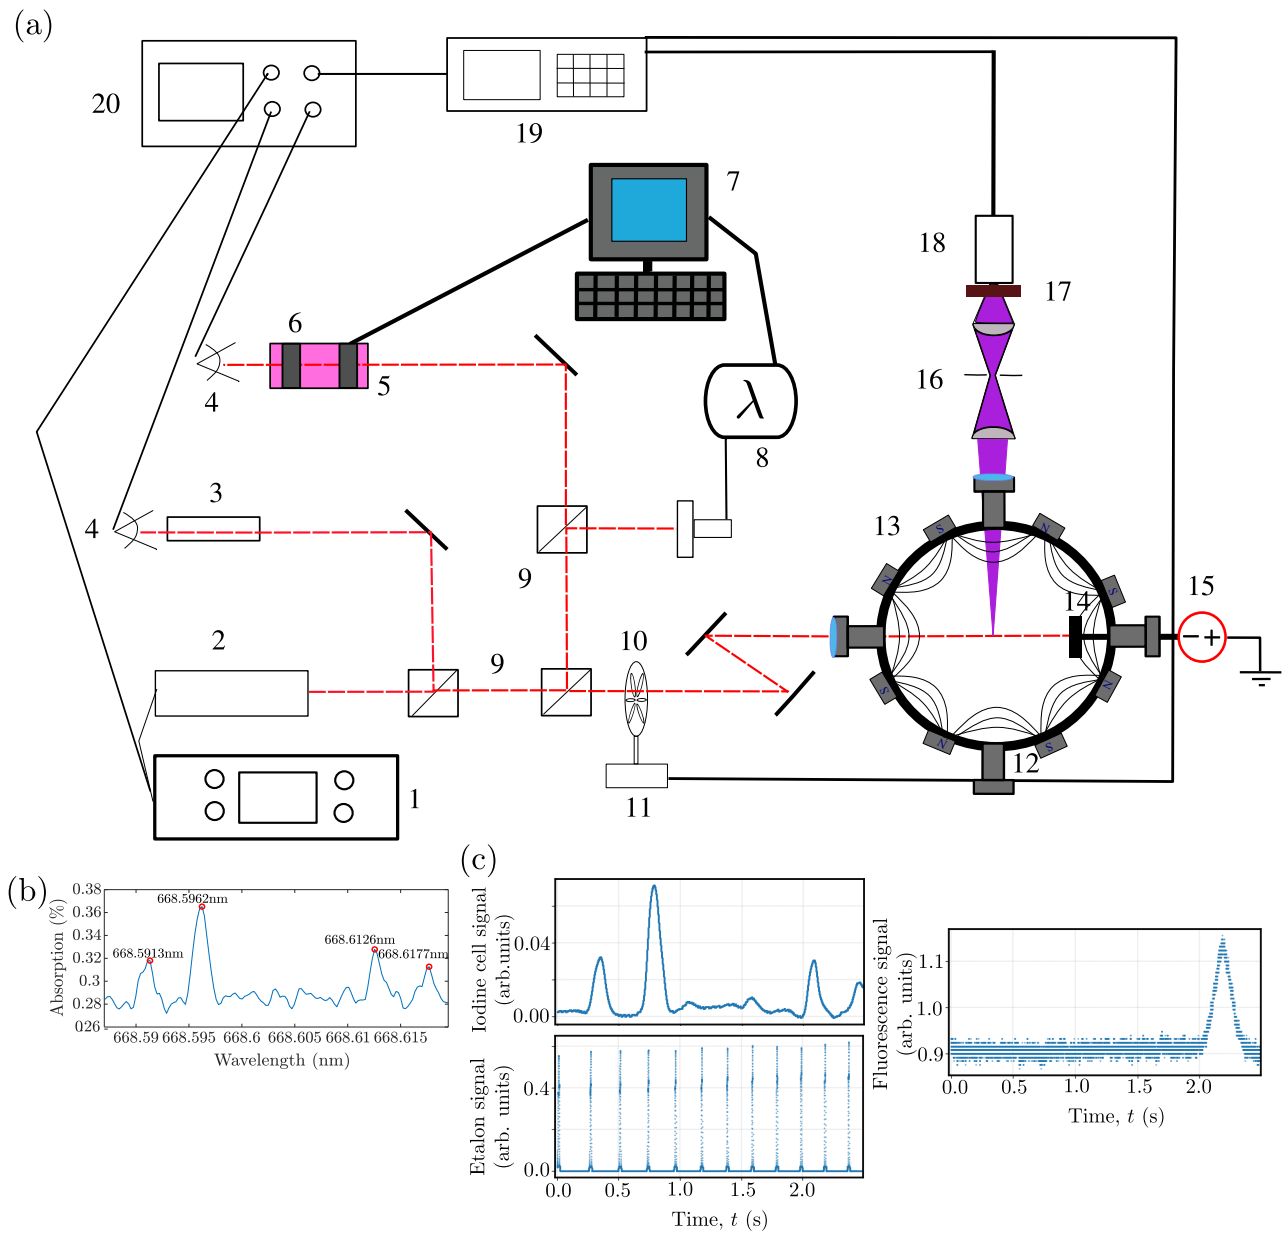 (a)
20
19
7
18
17
6
16
5
4
λ
8
3
4
13
S
N
N
S
9
14
15
- +
2
9
10
S
N
N
S
12
1
11
(b)
(c)
0.38
0.36
0.34
0.32
0.3
0.28
0.26
Absorption (%)
668.5962nm
668.5913nm
668.6126nm
668.6177nm
668.59 668.595 668.6 668.605 668.61 668.615
Wavelength (nm)
Iodine cell signal
(arb.units)
0.04
0.00
Etalon signal
(arb. units)
0.4
0.0
0.0 0.5 1.0 1.5 2.0
Time, t (s)
Fluorescence signal
(arb. units)
1.1
1.0
0.9
0.0 0.5 1.0 1.5 2.0
Time, t (s)